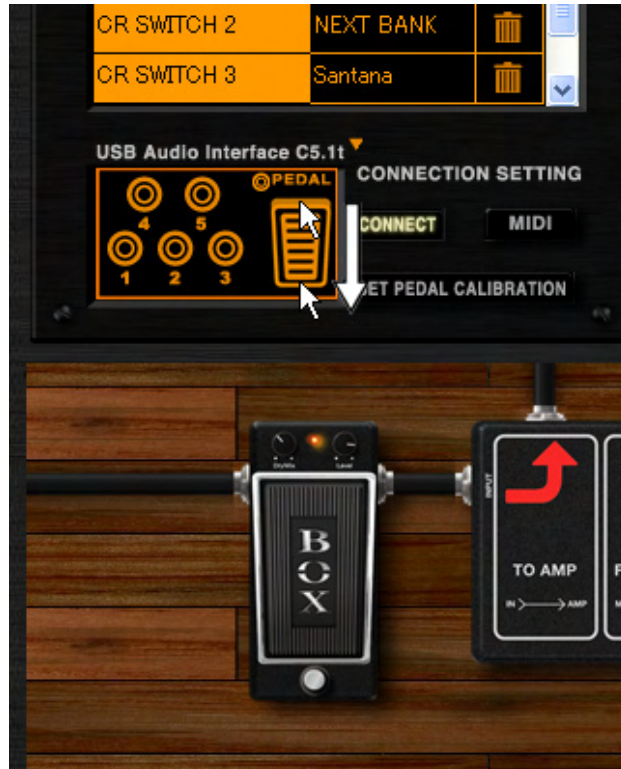 CR SWITCH 2 NEXT BANK
CR SWITCH 3 Santana
USB Audio Interface C5.1t
CONNECTION SETTING
PEDAL
4 5
CONNECT MIDI
1 2 3
ET PEDAL CALIBRATION
Dry/Mix Level
INPUT
BOX
TO AMP
IN AMP